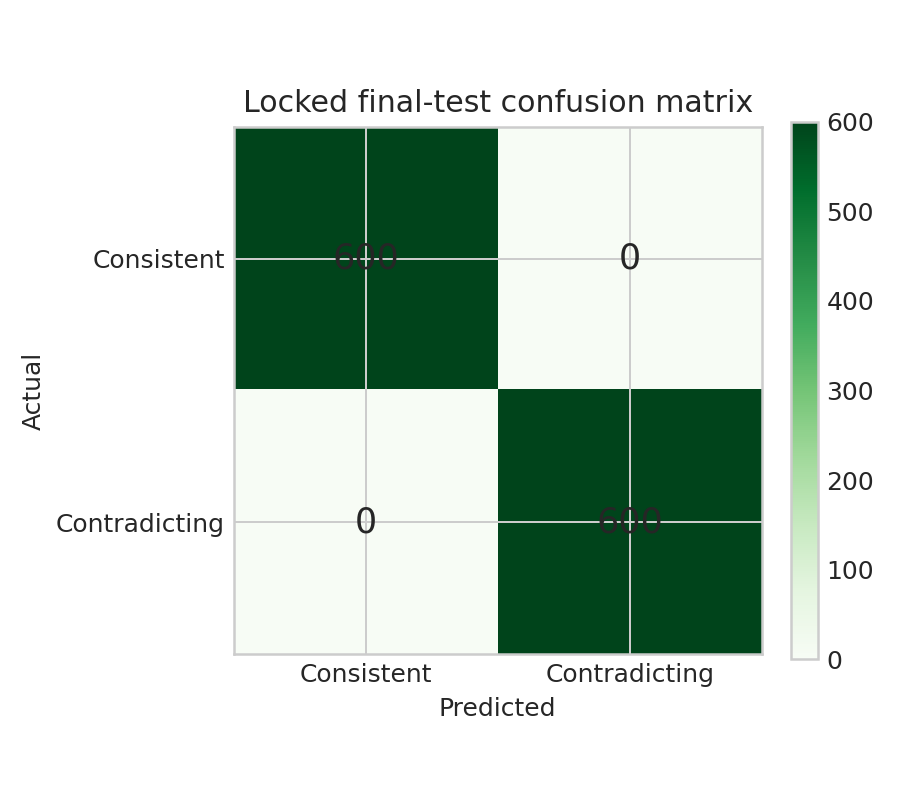 Locked final-test confusion matrix
600
500
400
300
200
100
0
Actual
Consistent
600 0
Contradicting
0 600
Consistent Contradicting
Predicted